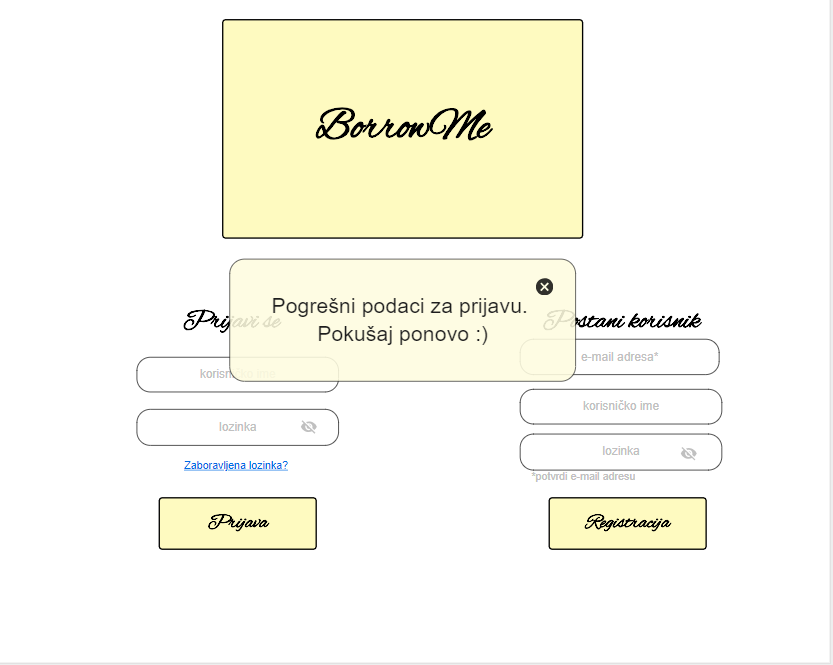 BorrowMe
Pogrešni podaci za prijavu.
Pokušaj ponovo :)
Prijavi se
korisničko ime
lozinka
Zaboravljena lozinka?
Prijava
Postani korisnik
e-mail adresa*
korisničko ime
lozinka
*potvrdi e-mail adresu
Registracija